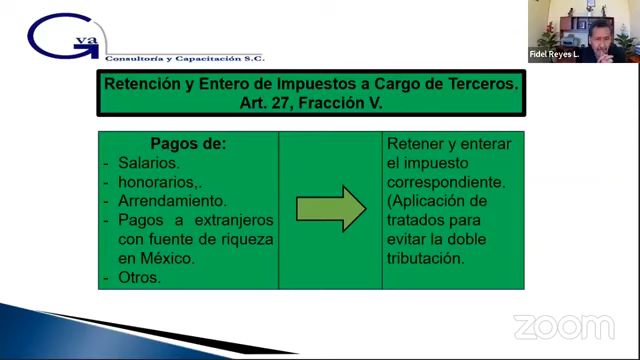 Gva
Consultoría y Capacitación S.C.
Fidel Reyes L.
Retención y Entero de Impuestos a Cargo de Terceros.
Art. 27, Fracción V.
Pagos de:
- Salarios.
- honorarios,.
- Arrendamiento.
- Pagos a extranjeros
con fuente de riqueza
en México.
- Otros.
Retener y enterar
el impuesto
correspondiente.
(Aplicación de
tratados para
evitar la doble
tributación.
zoom